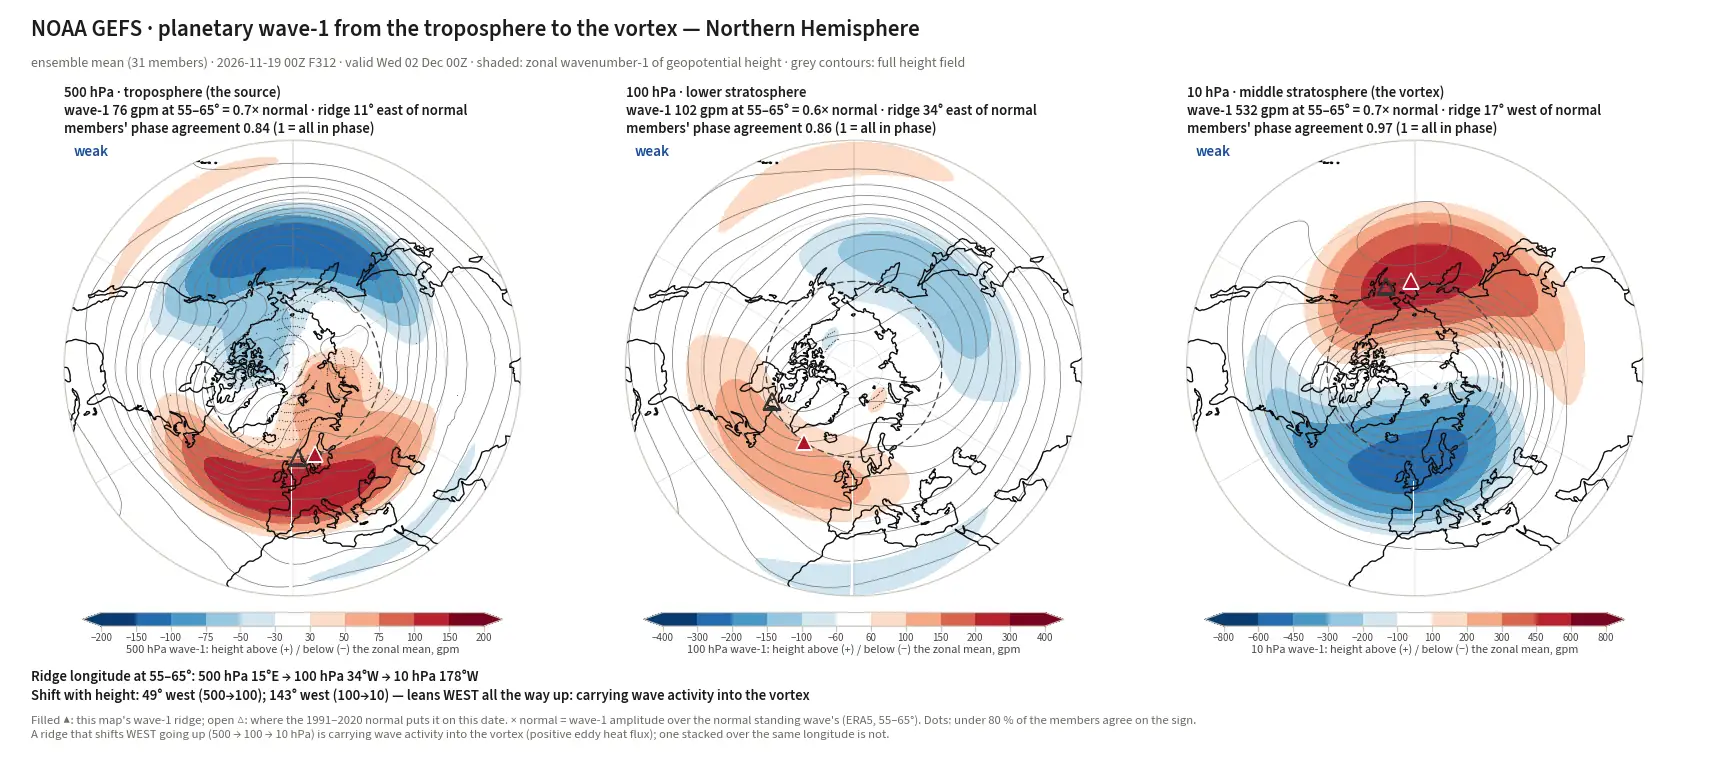 NOAA GEFS · planetary wave-1 from the troposphere to the vortex — Northern Hemisphere
ensemble mean (31 members) · 2026-11-19 00Z F312 · valid Wed 02 Dec 00Z · shaded: zonal wavenumber-1 of geopotential height · grey contours: full height field
500 hPa · troposphere (the source)
wave-1 76 gpm at 55–65° = 0.7× normal · ridge 11° east of normal
members' phase agreement 0.84 (1 = all in phase)
weak
100 hPa · lower stratosphere
wave-1 102 gpm at 55–65° = 0.6× normal · ridge 34° east of normal
members' phase agreement 0.86 (1 = all in phase)
weak
10 hPa · middle stratosphere (the vortex)
wave-1 532 gpm at 55–65° = 0.7× normal · ridge 17° west of normal
members' phase agreement 0.97 (1 = all in phase)
weak
−200 −150 −100 −75 −50 −30 30 50 75 100 150 200
500 hPa wave-1: height above (+) / below (−) the zonal mean, gpm
−400 −300 −200 −150 −100 −60 60 100 150 200 300 400
100 hPa wave-1: height above (+) / below (−) the zonal mean, gpm
−800 −600 −450 −300 −200 −100 100 200 300 450 600 800
10 hPa wave-1: height above (+) / below (−) the zonal mean, gpm
Ridge longitude at 55–65°: 500 hPa 15°E → 100 hPa 34°W → 10 hPa 178°W
Shift with height: 49° west (500→100); 143° west (100→10) — leans WEST all the way up: carrying wave activity into the vortex
Filled ▲: this map's wave-1 ridge; open △: where the 1991–2020 normal puts it on this date. × normal = wave-1 amplitude over the normal standing wave's (ERA5, 55–65°). Dots: under 80 % of the members agree on the sign.
A ridge that shifts WEST going up (500 → 100 → 10 hPa) is carrying wave activity into the vortex (positive eddy heat flux); one stacked over the same longitude is not.